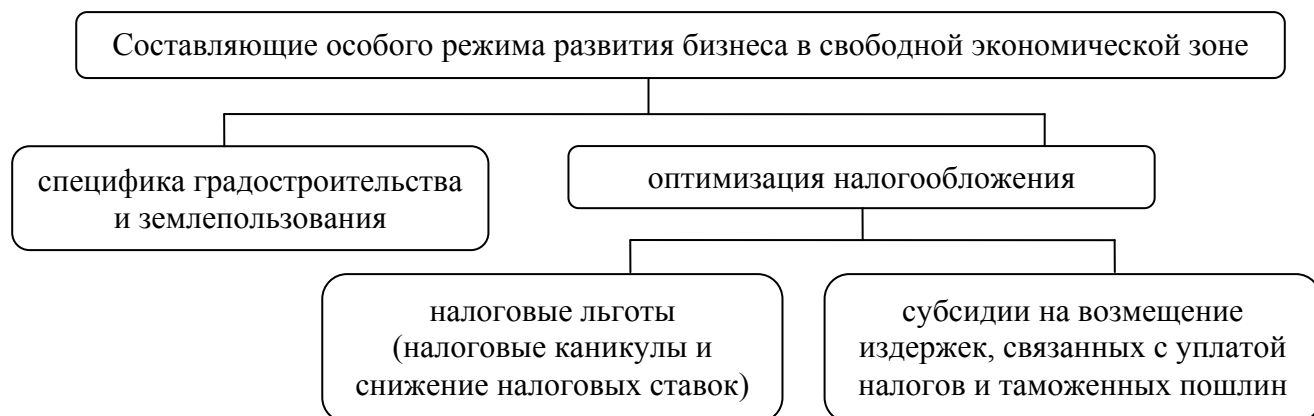 Составляющие особого режима развития бизнеса в свободной экономической зоне
специфика градостроительства
и землепользования
оптимизация налогообложения
налоговые льготы
(налоговые каникулы и
снижение налоговых ставок)
субсидии на возмещение
издержек, связанных с уплатой
налогов и таможенных пошлин